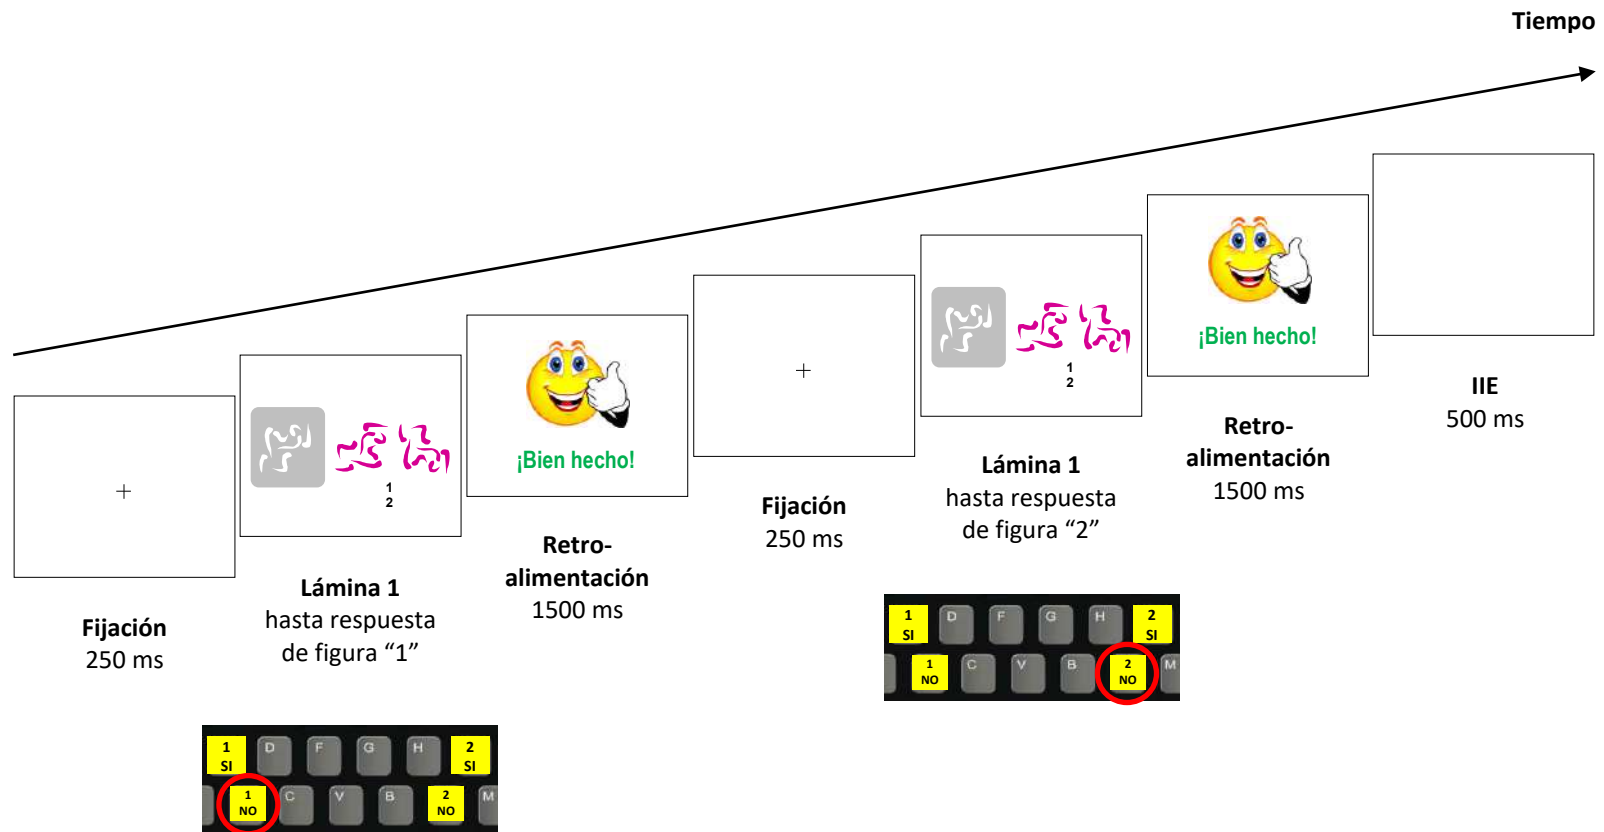 Tiempo
+
Fijación
250 ms
1
2
Lámina 1
hasta respuesta
de figura “1”
1
SI
D
F
G
H
2
SI
1
NO
C
V
B
2
NO
M
¡Bien hecho!
Retro-
alimentación
1500 ms
+
Fijación
250 ms
1
2
Lámina 1
hasta respuesta
de figura “2”
1
SI
D
F
G
H
2
SI
1
NO
C
V
B
2
NO
M
¡Bien hecho!
Retro-
alimentación
1500 ms
IIE
500 ms